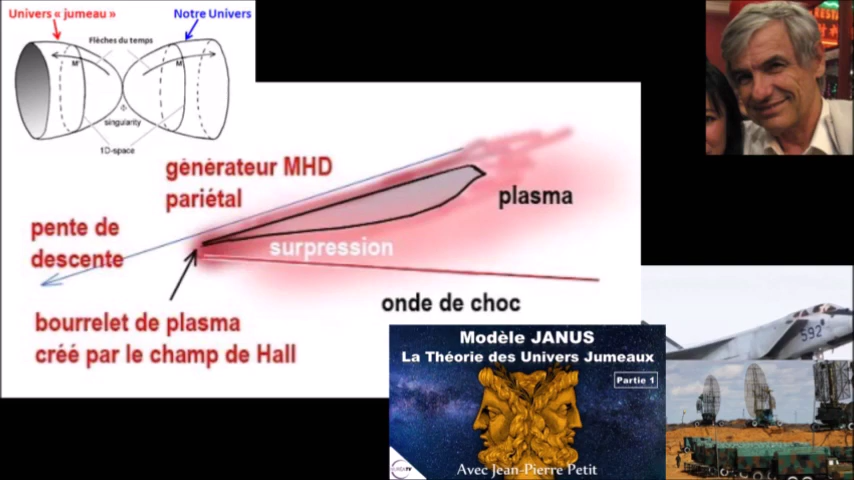 Univers « jumeau »
Notre Univers
Flèches du temps
M'
M
singularity
1D-space
générateur MHD
pariétal
plasma
pente de
descente
surpression
onde de choc
bourrelet de plasma
créé par le champ de Hall
592
Modèle JANUS
La Théorie des Univers Jumeaux
Partie 1
Avec Jean-Pierre Petit